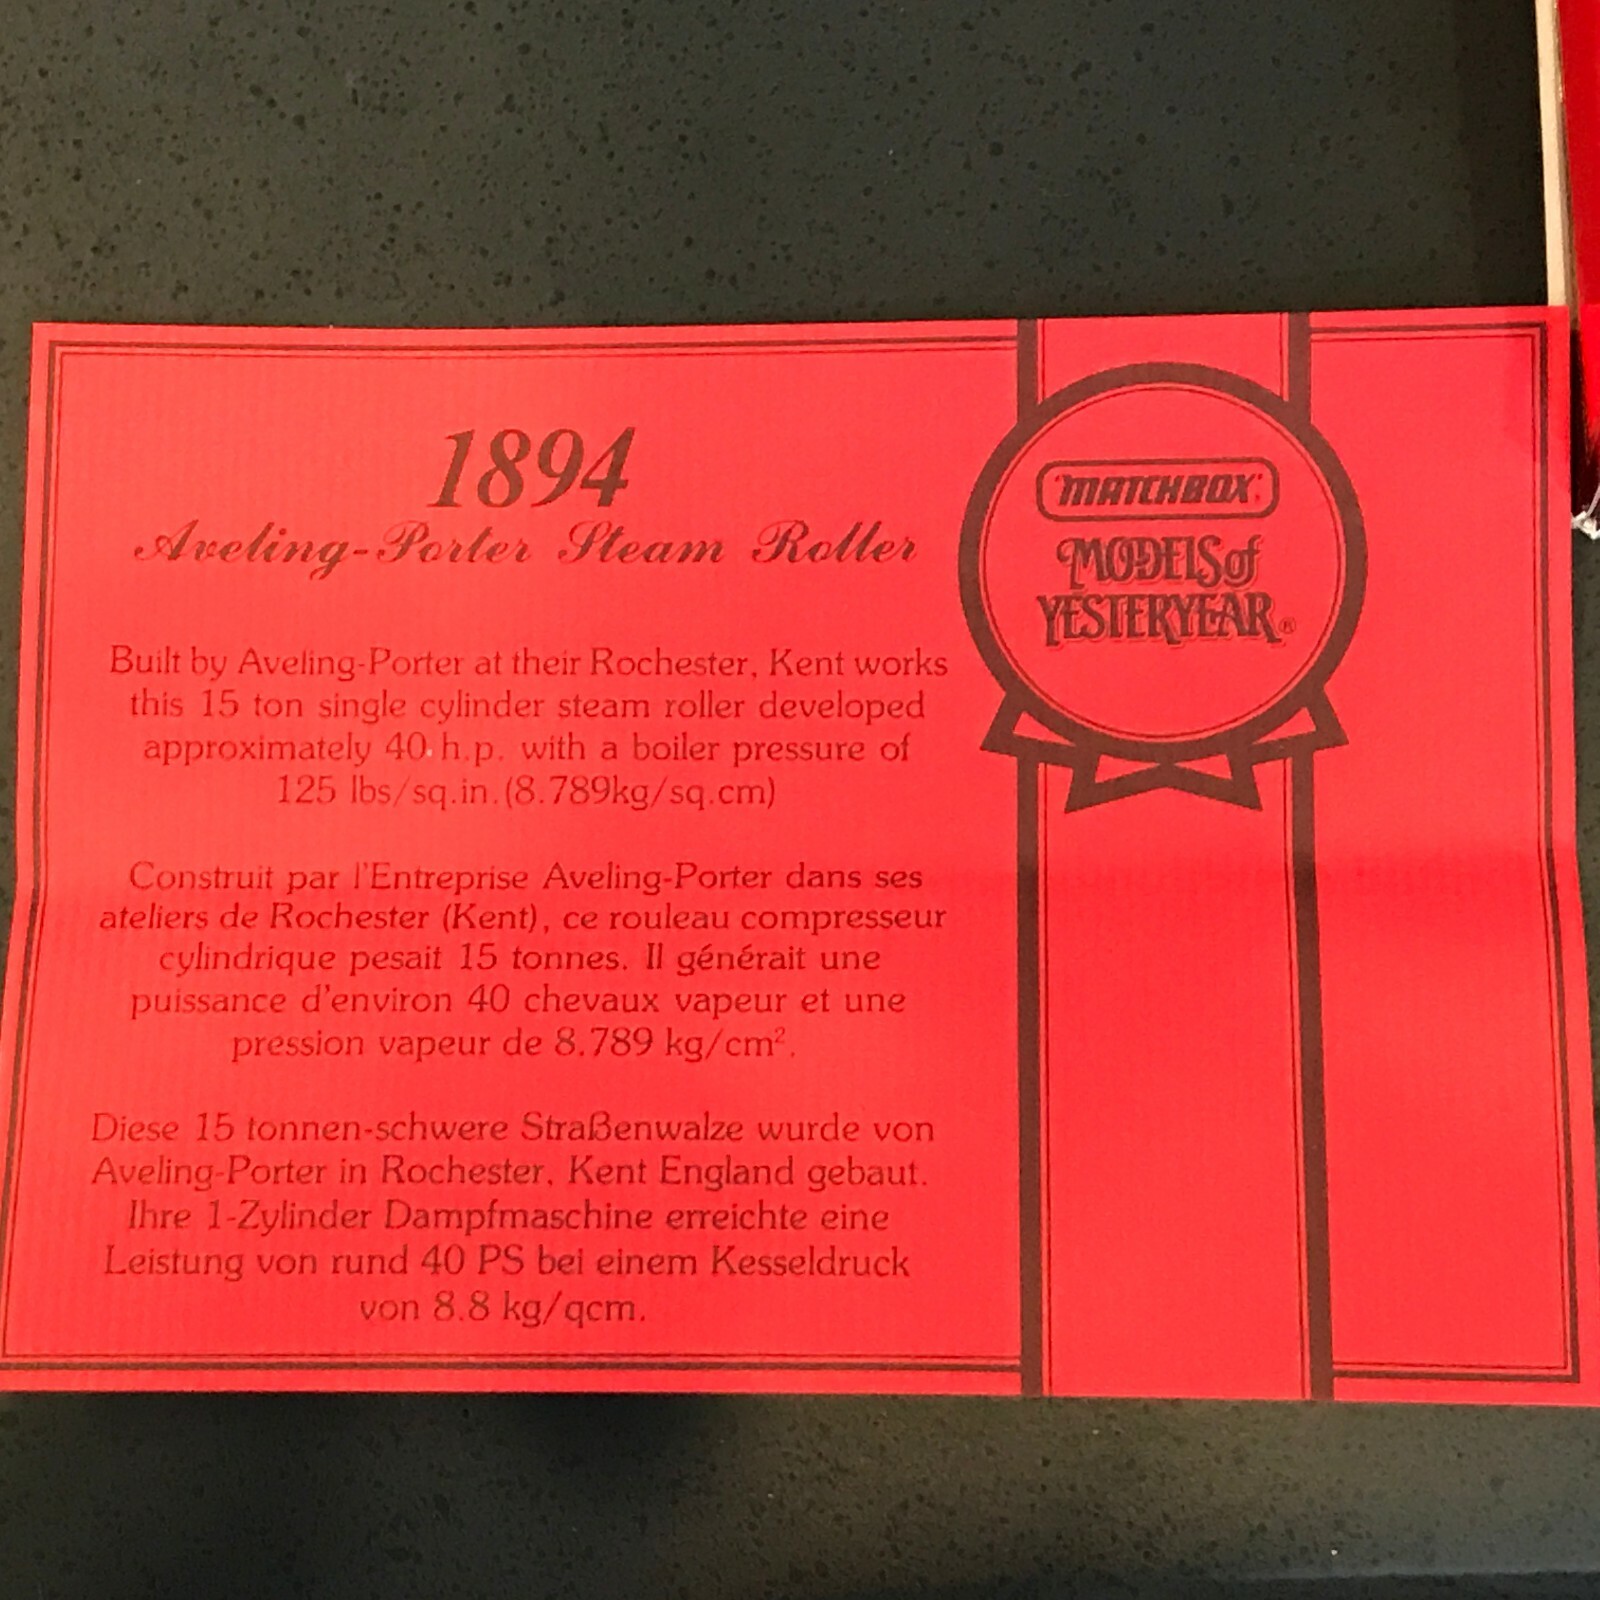 1894
Aveling-Porter Steam Roller
Built by Aveling-Porter at their Rochester, Kent works
this 15 ton single cylinder steam roller developed
approximately 40 h.p. with a boiler pressure of
125 lbs/sq.in.(8.789kg/sq.cm)
Construit par l'Entreprise Aveling-Porter dans ses
ateliers de Rochester (Kent), ce rouleau compresseur
cylindrique pesait 15 tonnes. Il générait une
puissance d'environ 40 chevaux vapeur et une
pression vapeur de 8.789 kg/cm².
Diese 15 tonnen-schwere Straßenwalze wurde von
Aveling-Porter in Rochester, Kent England gebaut.
Ihre 1-Zylinder Dampfmaschine erreichte eine
Leistung von rund 40 PS bei einem Kesseldruck
von 8.8 kg/qcm.
"MATCHBOX"
MODELS of
YESTERYEAR®